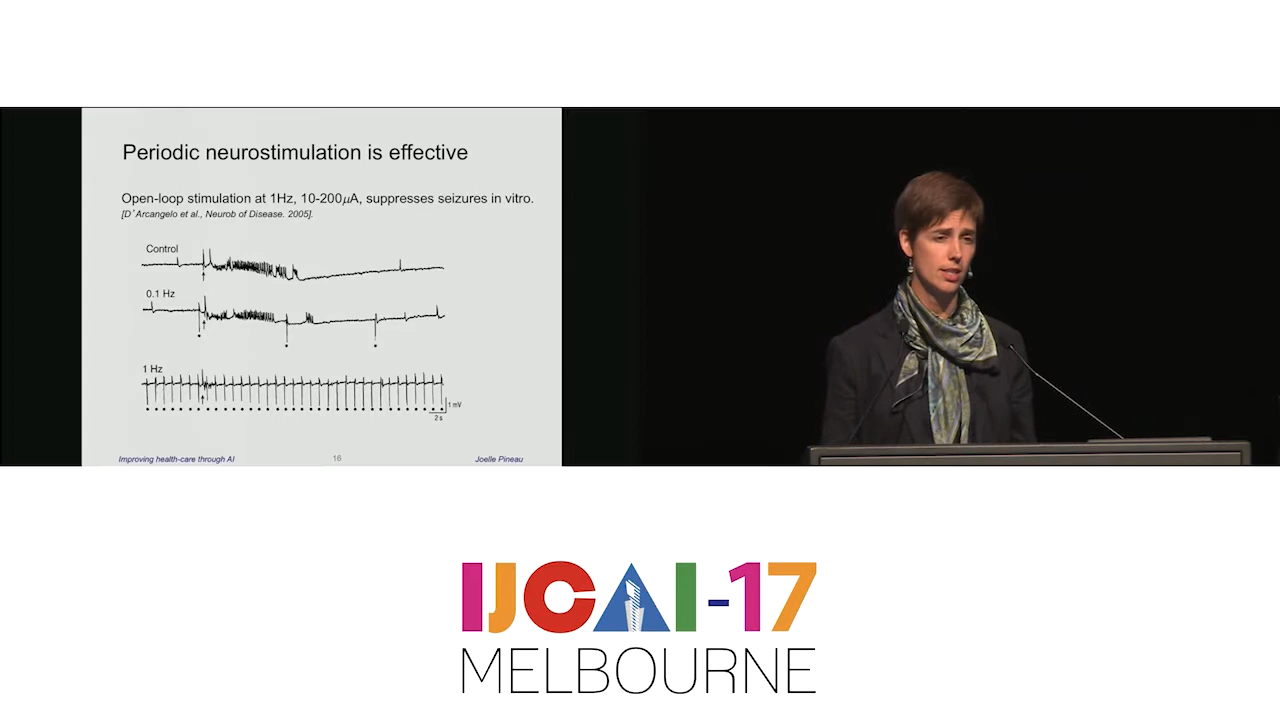 Periodic neurostimulation is effective
Open-loop stimulation at 1Hz, 10-200μA, suppresses seizures in vitro.
[D'Arcangelo et al., Neurob of Disease. 2005].
Control
0.1 Hz
1 Hz
1 mV
2 s
Improving health-care through AI
16
Joelle Pineau
IJCAI-17
MELBOURNE